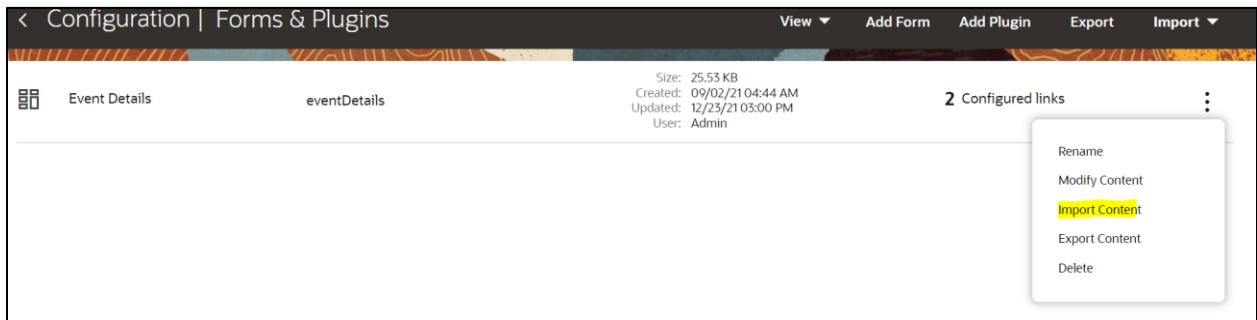 Configuration | Forms & Plugins
View
Add Form
Add Plugin
Export
Import
Event Details
eventDetails
Size: 25.53 KB
Created: 09/02/21 04:44 AM
Updated: 12/23/21 03:00 PM
User: Admin
2 Configured links
Rename
Modify Content
Import Content
Export Content
Delete